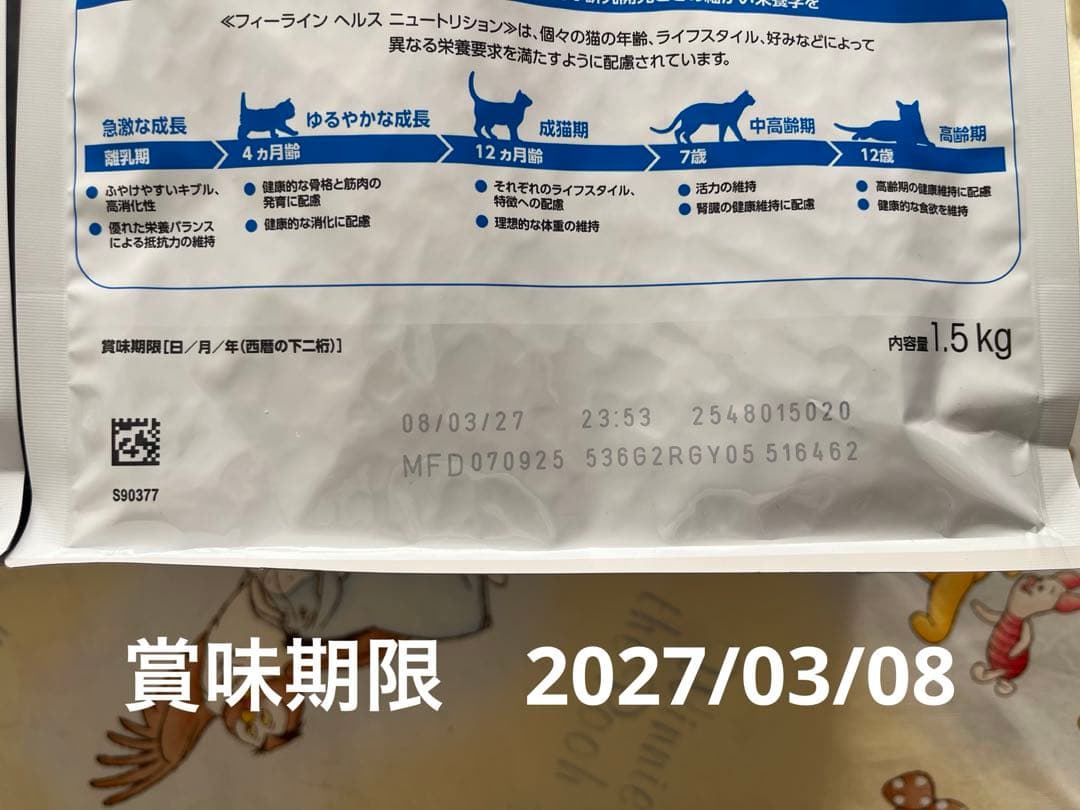 ≪フィーライン ヘルス ニュートリション≫は、個々の猫の年齢、ライフスタイル、好みなどによって
異なる栄養要求を満たすように配慮されています。
急激な成長
ゆるやかな成長
成猫期
中高齢期
高齢期
離乳期
4ヵ月齢
12ヵ月齢
7歳
12歳
● ふやけやすいキブル、
高消化性
● 優れた栄養バランス
による抵抗力の維持
● 健康的な骨格と筋肉の
発育に配慮
● 健康的な消化に配慮
● それぞれのライフスタイル、
特徴への配慮
● 理想的な体重の維持
● 活力の維持
● 腎臓の健康維持に配慮
● 高齢期の健康維持に配慮
● 健康的な食欲を維持
賞味期限[日/月/年(西暦の下二桁)]
内容量1.5 kg
08/03/27 23:53 2548015020
MFD070925 536G2RGY05 516462
S90377
賞味期限 2027/03/08
the
Pooh
Winnie